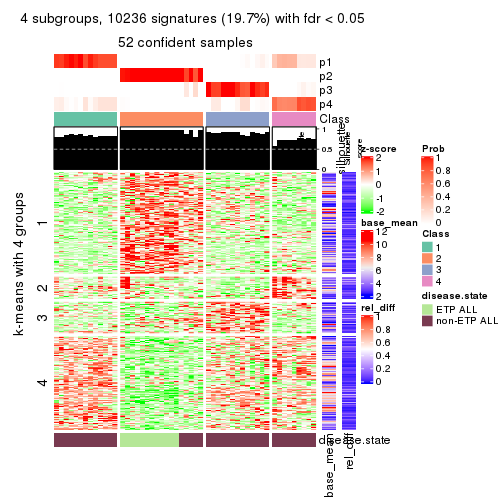 4 subgroups, 10236 signatures (19.7%) with fdr < 0.05
52 confident samples
p1
p2
p3
p4
Class
1
0.5
0
silhouette
score
k-means with 4 groups
1
2
3
4
disease.state
base_mean
rel_diff
z-score
2
1
0
-1
-2
base_mean
12
10
8
6
4
2
rel_diff
1
0.8
0.6
0.4
0.2
0
Prob
1
0.8
0.6
0.4
0.2
0
Class
1
2
3
4
disease.state
ETP ALL
non-ETP ALL